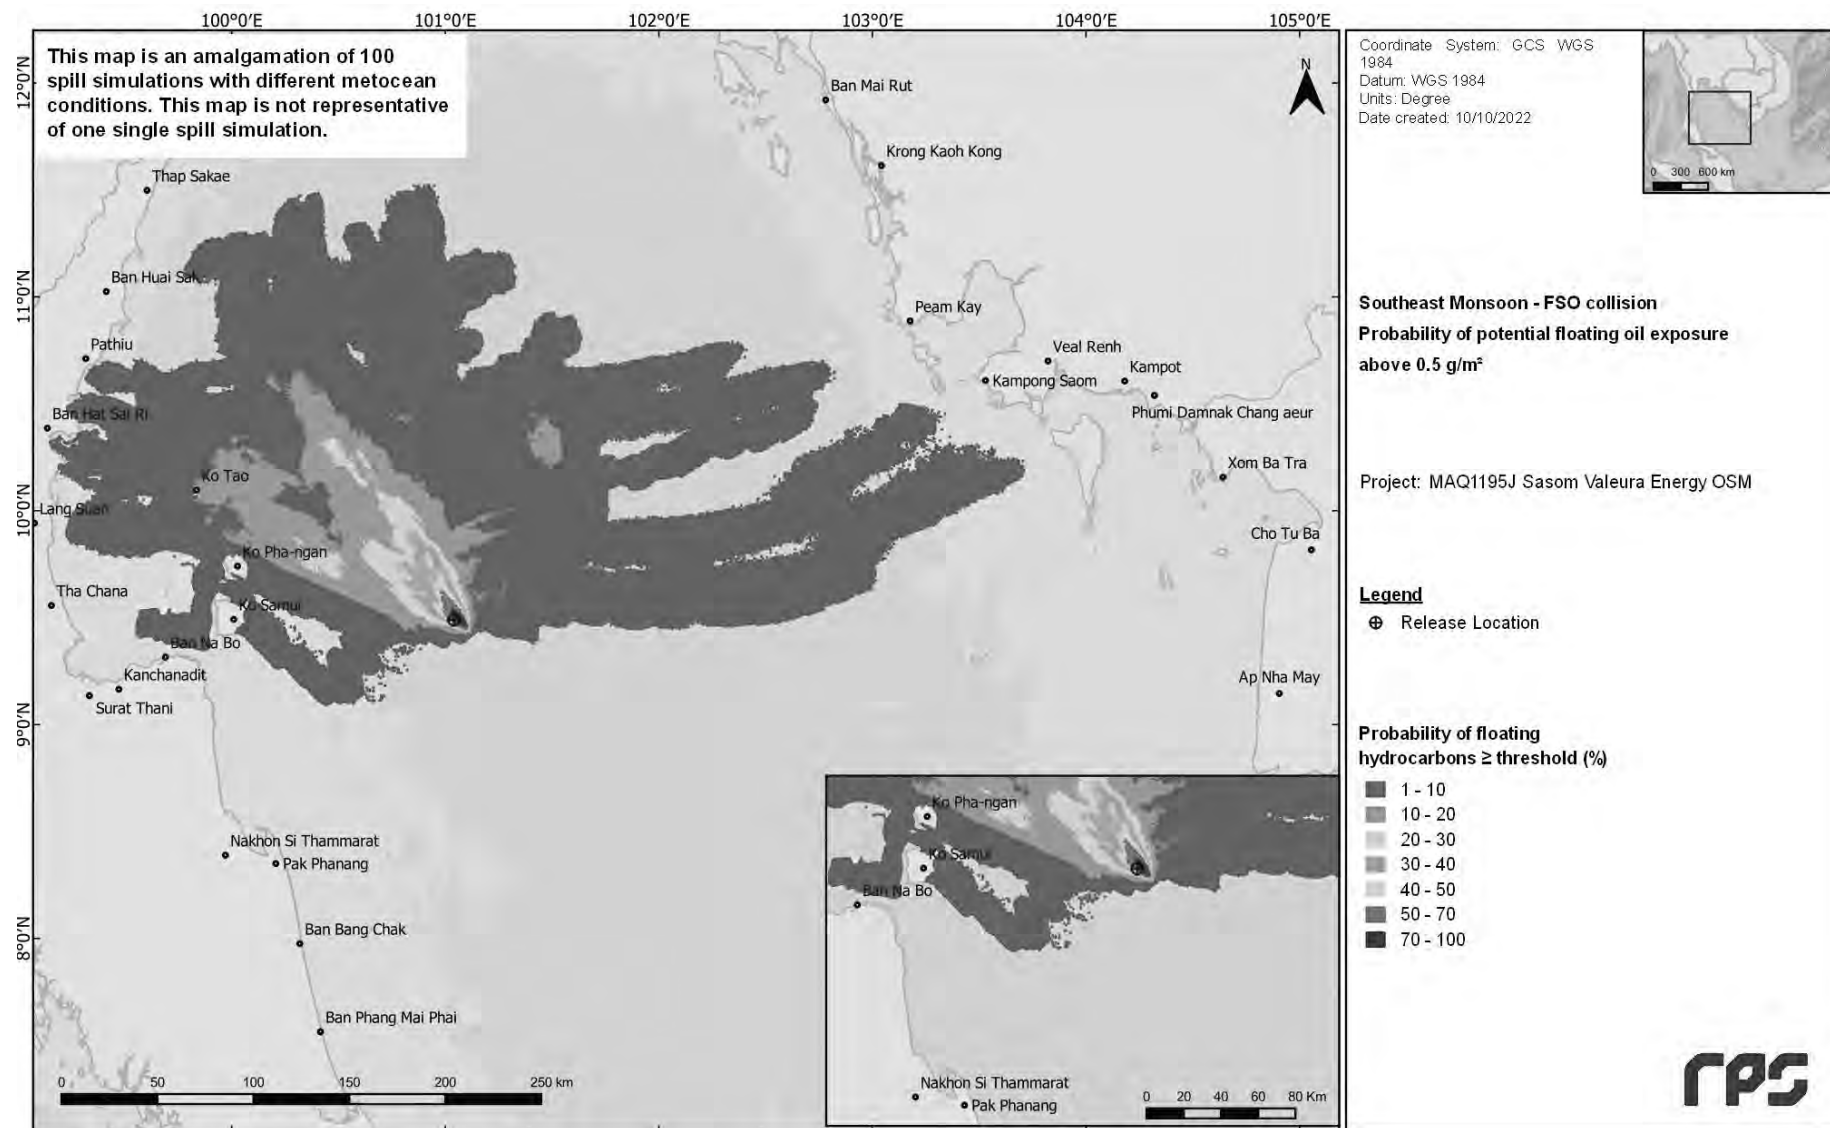 100°0'E 101°0'E 102°0'E 103°0'E 104°0'E 105°0'E
12°0'N
11°0'N
10°0'N
9°0'N
8°0'N
This map is an amalgamation of 100
spill simulations with different metocean
conditions. This map is not representative
of one single spill simulation.
N
Ban Mai Rut
Krong Kaoh Kong
Thap Sakae
Ban Huai Sak
Peam Kay
Pathiu
Veal Renh
Kampot
Kampong Saom
Ban Hat Sai Ri
Phumi Damnak Chang aeur
Ko Tao
Xom Ba Tra
Lang Suan
Cho Tu Ba
Ko Pha-ngan
Tha Chana
Ko Samui
Ban Na Bo
Kanchanadit
Surat Thani
Ap Nha May
Nakhon Si Thammarat
Pak Phanang
Ban Bang Chak
Ban Phang Mai Phai
0 50 100 150 200 250 km
Ko Pha-ngan
Ko Samui
Ban Na Bo
Nakhon Si Thammarat
Pak Phanang
0 20 40 60 80 Km
Coordinate System: GCS WGS
1984
Datum: WGS 1984
Units: Degree
Date created: 10/10/2022
0 300 600 km
Southeast Monsoon - FSO collision
Probability of potential floating oil exposure
above 0.5 g/m²
Project: MAQ1195J Sasom Valeura Energy OSM
Legend
Release Location
Probability of floating
hydrocarbons ≥ threshold (%)
1 - 10
10 - 20
20 - 30
30 - 40
40 - 50
50 - 70
70 - 100
rps